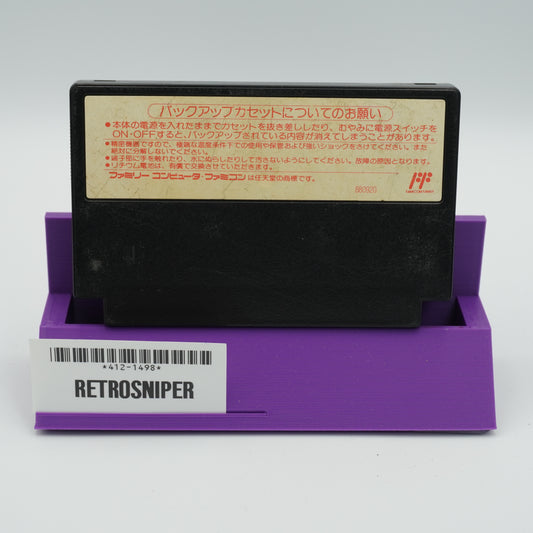 バックアップカセットについてのお願い
●本体の電源を入れたままでカセットを抜き差ししたり、むやみに電源スイッチを
ON・OFFすると、バックアップされている内容が消えてしまうことがあります。
●精密機器ですので、極端な温度条件下での使用や保管および強いショックをさけてください。また
絶対に分解しないでください。
●端子部に手を触れたり、水にぬらしたりして汚さないようにしてください。故障の原因となります。
●リチウム電池は、有償で交換させていただきます。
ファミリー コンピュータ・ファミコンは任天堂の商標です。
880920
FF
FAMICOM FAMILY
*412-1498*
RETROSNIPER